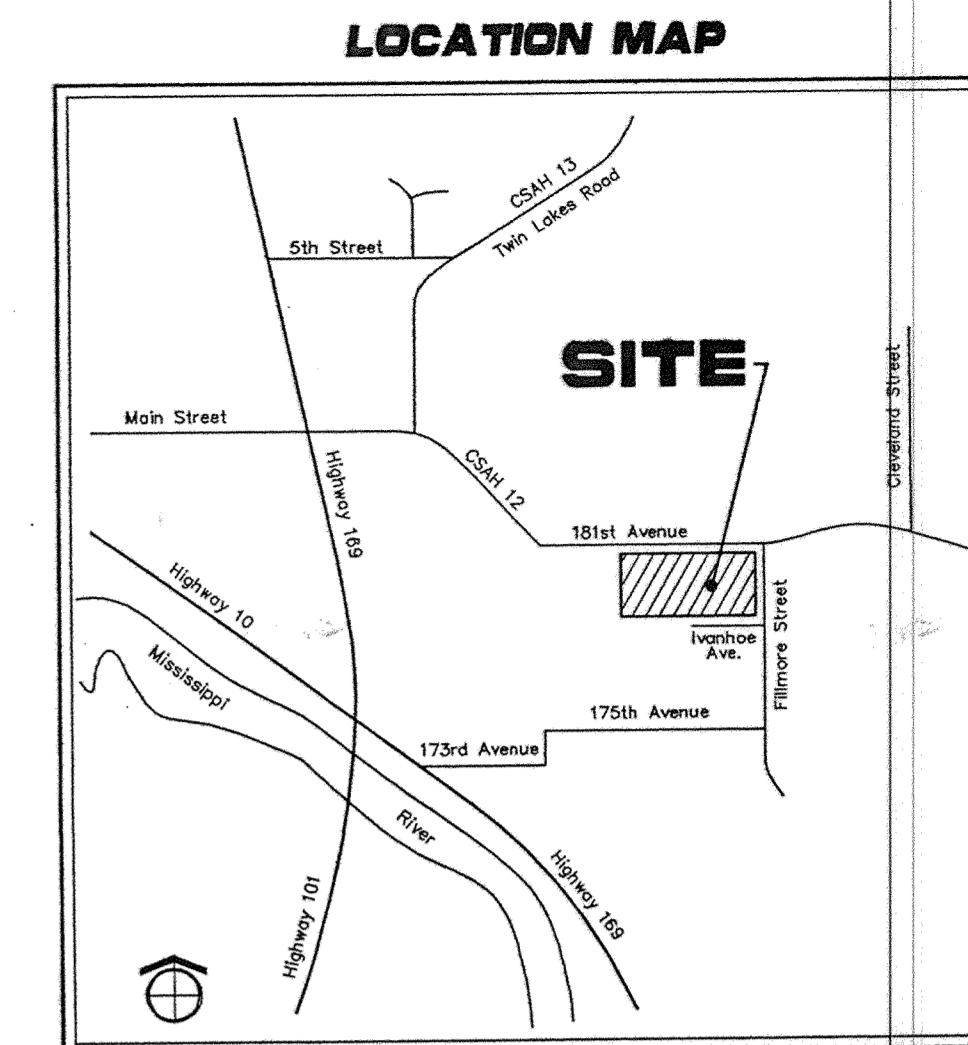 LOCATION MAP
CSAH 13
Twin Lakes Road
5th Street
SITE
Cleveland Street
Main Street
CSAH 12
Highway 169
181st Avenue
Highway 10
Fillmore Street
Ivanhoe
Ave.
Mississippi
175th Avenue
173rd Avenue
River
Highway 169
Highway 101